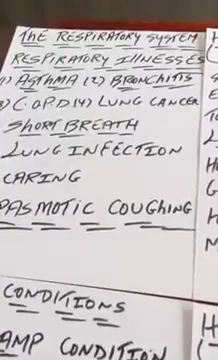 THE RESPIRATORY SYSTEM
RESPIRATORY ILLNESSES
1) ASTHMA (2) BRONCHITIS
3) C.O.P.D (4) LUNG CANCER
SHORT BREATH
LUNG INFECTION
CARING
PASMOTIC COUGHING
CONDITIONS
AMP CONDITION